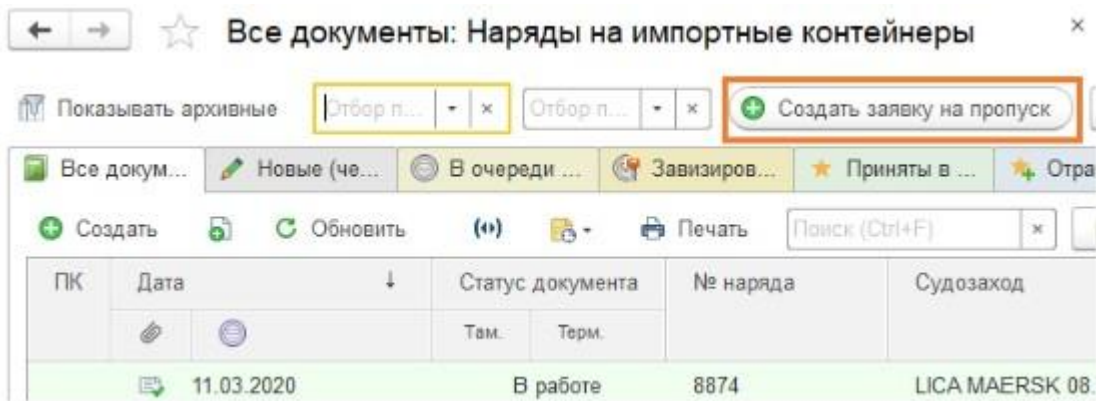 Все документы: Наряды на импортные контейнеры ×
Показывать архивные Отбор п... × Отбор п... × Создать заявку на пропуск
Все докум... Новые (че... В очереди ... Завизиров... Приняты в ... Отра
Создать Обновить Печать Поиск (Ctrl+F) ×
ПК Дата ↓ Статус документа № наряда Судозаход
Там. Терм.
11.03.2020 В работе 8874 LICA MAERSK 08.